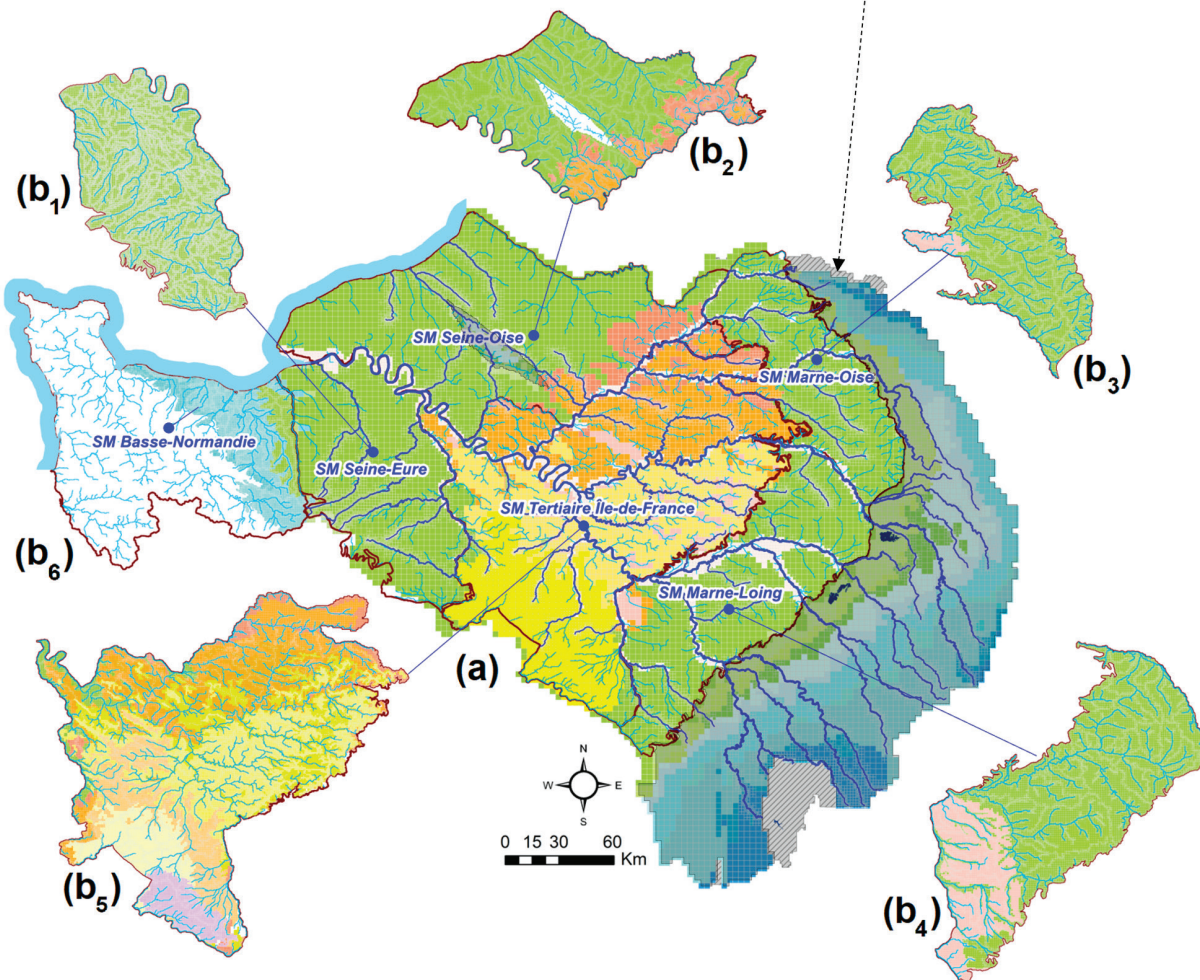 (b2)
(b1)
(b3)
SM Seine-Oise
SM Marne-Oise
SM Basse-Normandie
SM Seine-Eure
SM Tertiaire Île-de-France
(b6)
SM Marne-Loing
(a)
N
W E
S
0 15 30 60
Km
(b5)
(b4)